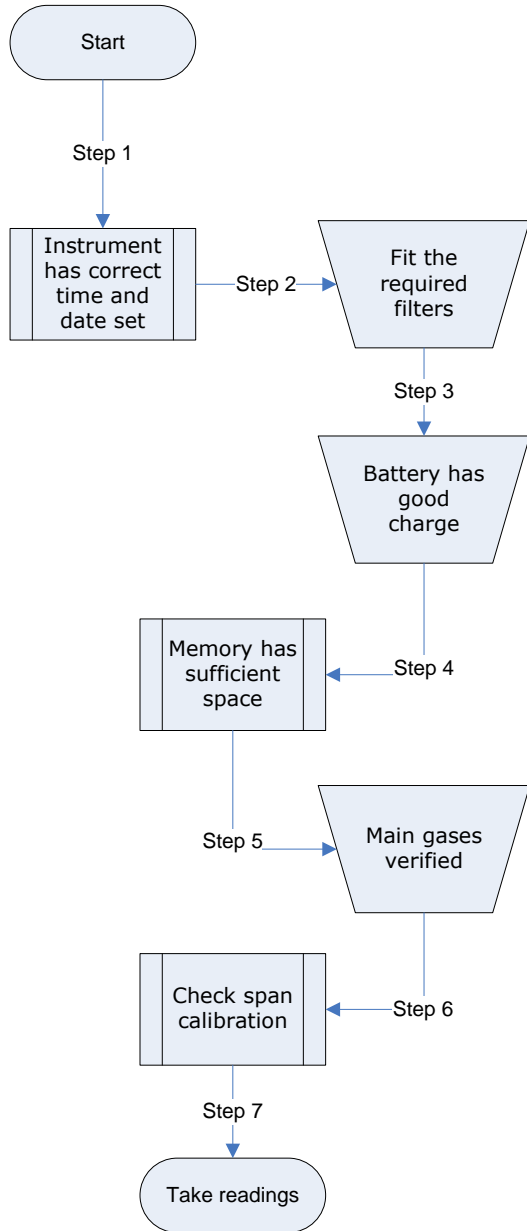 Start
Step 1
Instrument
has correct
time and
date set
Step 2
Fit the
required
filters
Step 3
Battery has
good
charge
Step 4
Memory has
sufficient
space
Step 5
Main gases
verified
Step 6
Check span
calibration
Step 7
Take readings